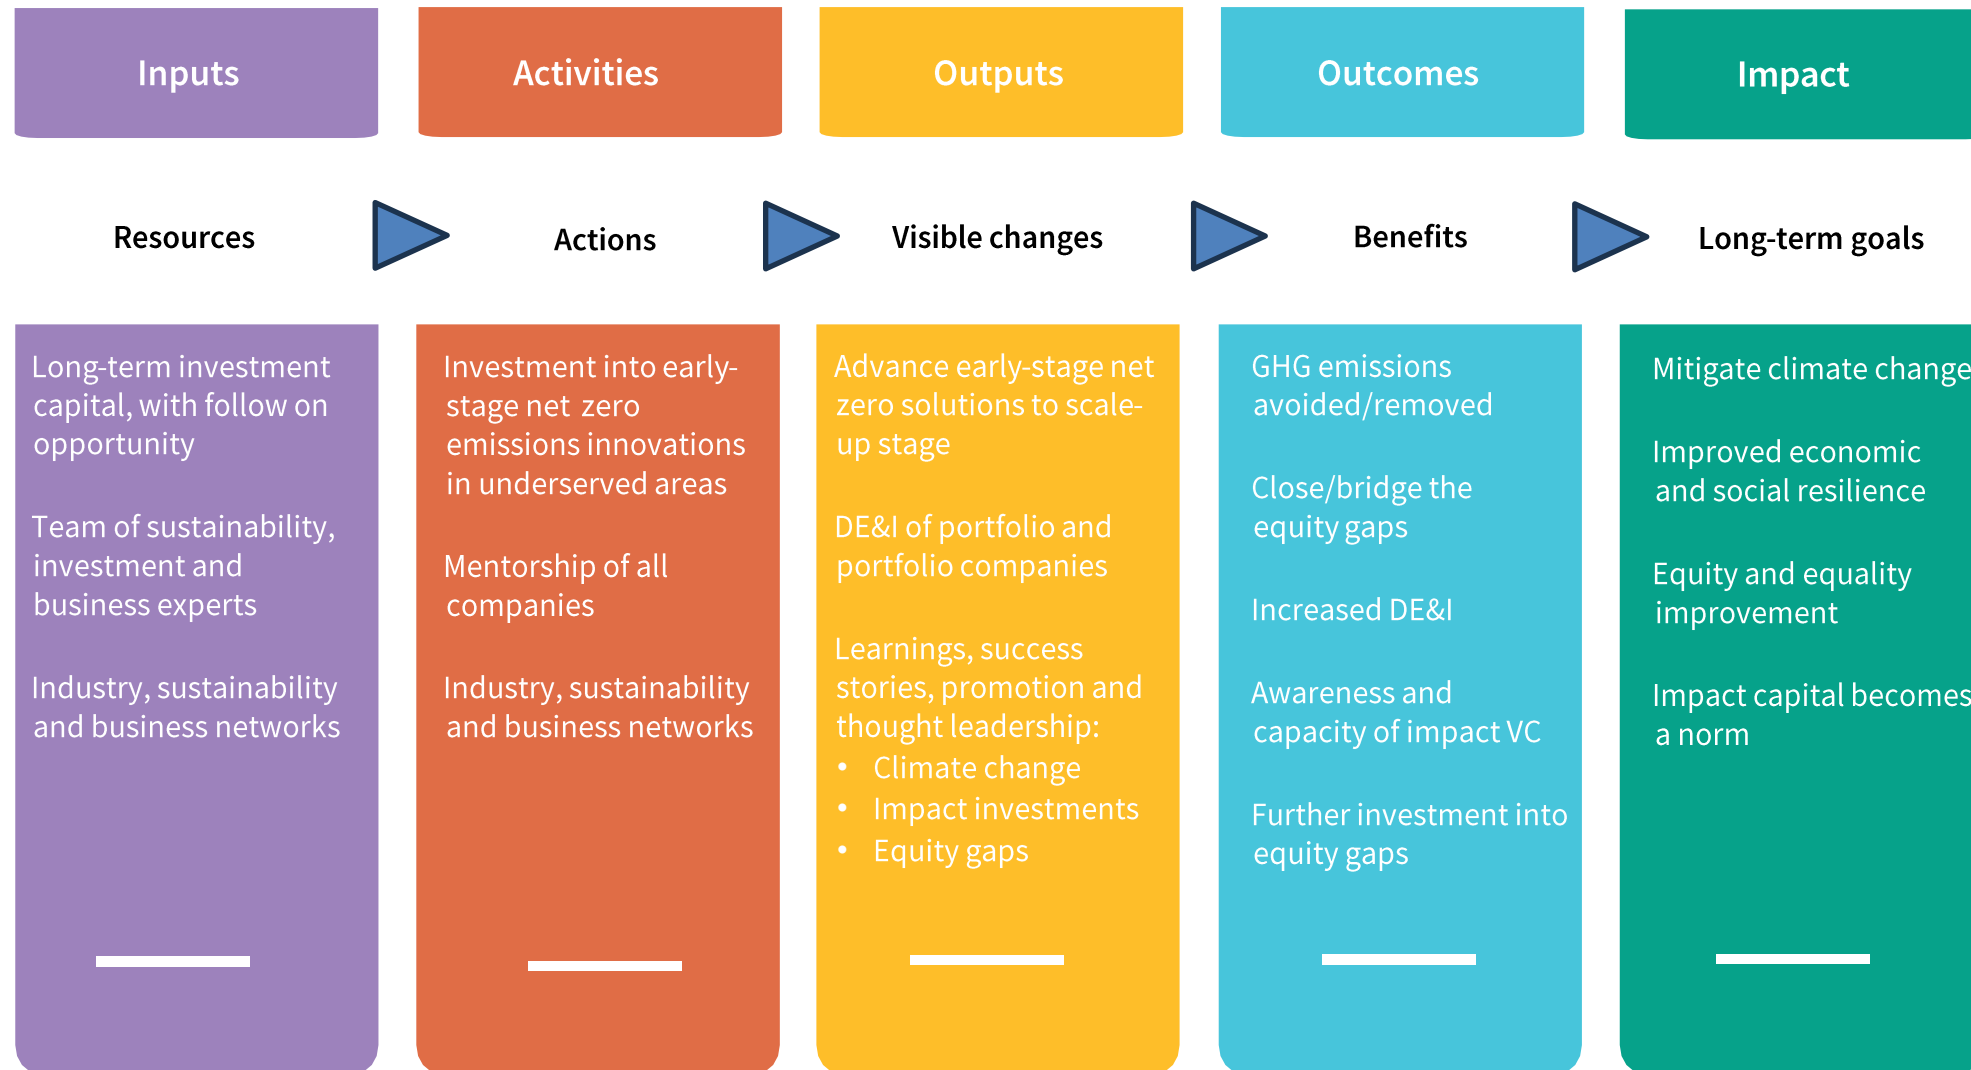 Inputs
Activities
Outputs
Outcomes
Impact
Resources
Actions
Visible changes
Benefits
Long-term goals
Long-term investment
capital, with follow on
opportunity
Team of sustainability,
investment and
business experts
Industry, sustainability
and business networks
Investment into early-
stage net zero
emissions innovations
in underserved areas
Mentorship of all
companies
Industry, sustainability
and business networks
Advance early-stage net
zero solutions to scale-
up stage
DE&I of portfolio and
portfolio companies
Learnings, success
stories, promotion and
thought leadership:
• Climate change
• Impact investments
• Equity gaps
GHG emissions
avoided/removed
Close/bridge the
equity gaps
Increased DE&I
Awareness and
capacity of impact VC
Further investment into
equity gaps
Mitigate climate change
Improved economic
and social resilience
Equity and equality
improvement
Impact capital becomes
a norm